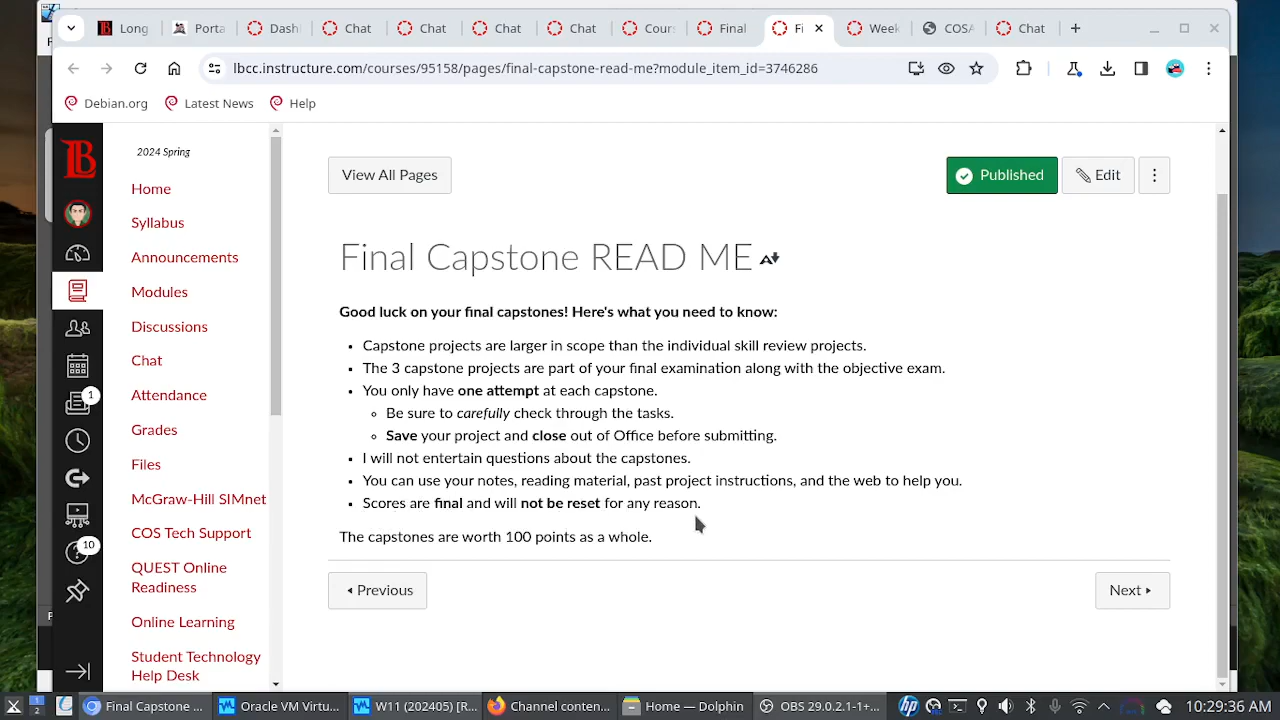 Long
Porta
Dash
Chat
Chat
Chat
Chat
Cours
Final
Fi
Week
COSA
Chat
lbcc.instructure.com/courses/95158/pages/final-capstone-read-me?module_item_id=3746286
Debian.org
Latest News
Help
LB
2024 Spring
Home
Syllabus
Announcements
Modules
Discussions
Chat
Attendance
Grades
Files
McGraw-Hill SIMnet
COS Tech Support
QUEST Online
Readiness
Online Learning
Student Technology
Help Desk
1
10
View All Pages
Published
Edit
Final Capstone READ ME
Good luck on your final capstones! Here's what you need to know:
Capstone projects are larger in scope than the individual skill review projects.
The 3 capstone projects are part of your final examination along with the objective exam.
You only have one attempt at each capstone.
Be sure to carefully check through the tasks.
Save your project and close out of Office before submitting.
I will not entertain questions about the capstones.
You can use your notes, reading material, past project instructions, and the web to help you.
Scores are final and will not be reset for any reason.
The capstones are worth 100 points as a whole.
Previous
Next
1
2
Final Capstone ...
Oracle VM Virtu...
W11 (202405) [R...
Channel conten...
Home — Dolphin
OBS 29.0.2.1-1+...
10:29:36 AM